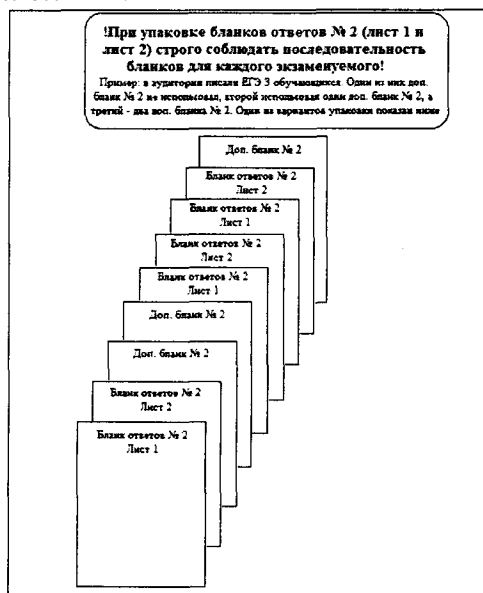 !При упаковке бланков ответов № 2 (лист 1 и
лист 2) строго соблюдать последовательность
бланков для каждого экзаменуемого!
Пример: в аудитории писали ЕГЭ 3 обучающихся. Один из них доп.
бланк № 2 не использовал, второй использовал один доп. бланк № 2, а
третий - два доп. бланка № 2. Один из вариантов упаковки показан ниже
Доп. бланк № 2
Бланк ответов № 2
Лист 2
Бланк ответов № 2
Лист 1
Бланк ответов № 2
Лист 2
Бланк ответов № 2
Лист 1
Доп. бланк № 2
Доп. бланк № 2
Бланк ответов № 2
Лист 2
Бланк ответов № 2
Лист 1